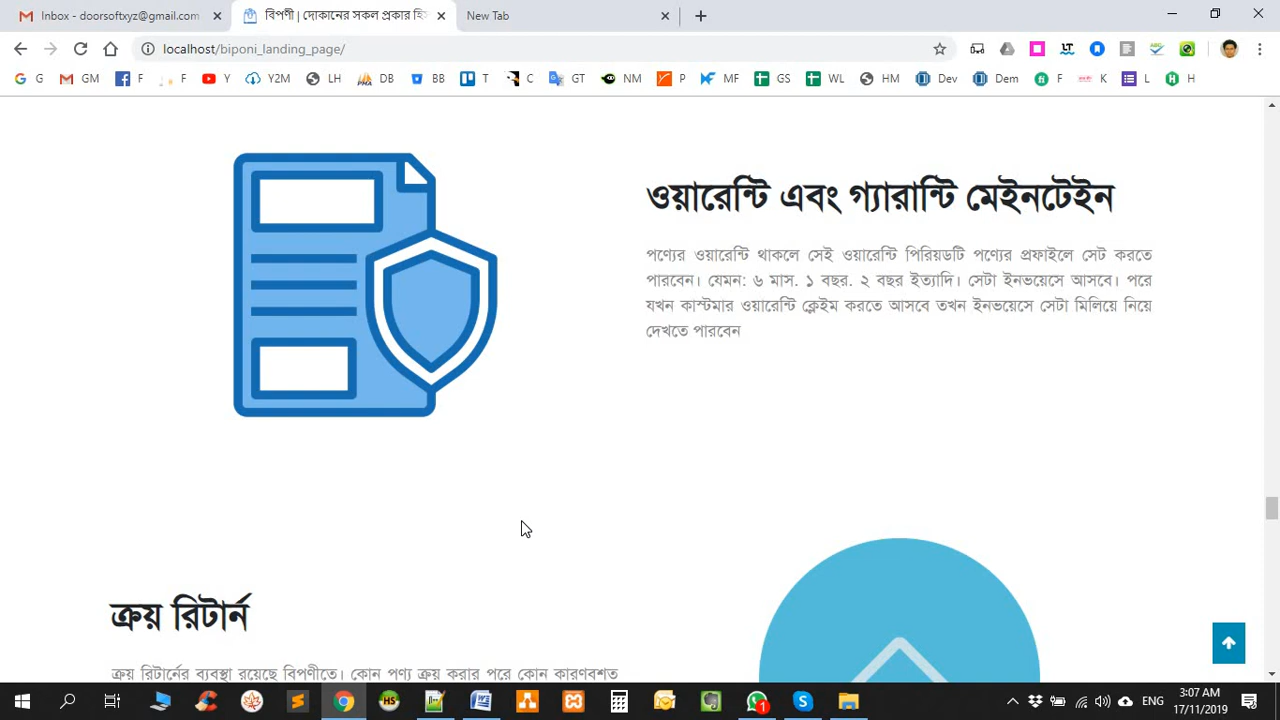 Inbox - doorsoftxyz@gmail.com
বিপণী | দোকানের সকল প্রকার হিস
New Tab
localhost/biponi_landing_page/
G GM F F Y Y2M LH DB BB T C GT NM P MF GS WL HM Dev Dem F K L H
ওয়ারেন্টি এবং গ্যারান্টি মেইনটেইন
পণ্যের ওয়ারেন্টি থাকলে সেই ওয়ারেন্টি পিরিয়ডটি পণ্যের প্রফাইলে সেট করতে
পারবেন। যেমন: ৬ মাস. ১ বছর. ২ বছর ইত্যাদি। সেটা ইনভয়েসে আসবে। পরে
যখন কাস্টমার ওয়ারেন্টি ক্লেইম করতে আসবে তখন ইনভয়েসে সেটা মিলিয়ে নিয়ে
দেখতে পারবেন
ক্রয় রিটার্ন
ক্রয় রিটার্নের ব্যবস্থা রয়েছে বিপণীতে। কোন পণ্য ক্রয় করার পরে কোন কারণবশত
ENG
3:07 AM
17/11/2019